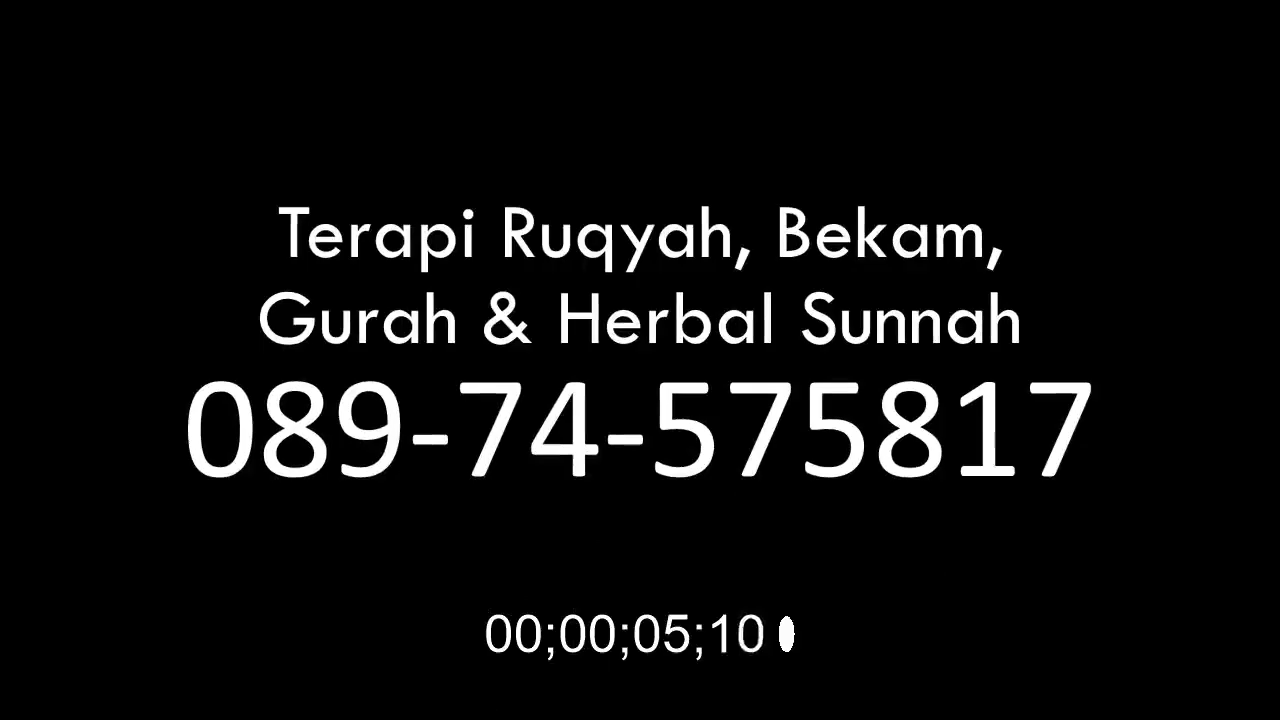 Terapi Ruqyah, Bekam,
Gurah & Herbal Sunnah
089-74-575817
00;00;05;10